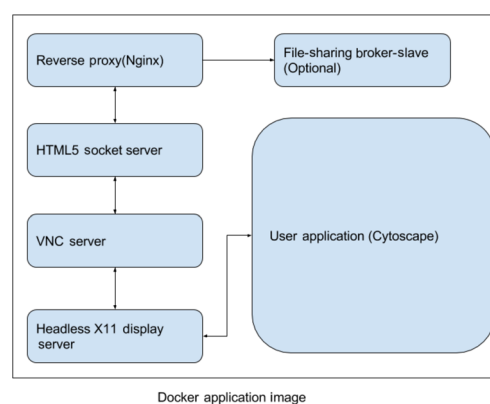 Reverse proxy(Nginx)
File-sharing broker-slave
(Optional)
HTML5 socket server
VNC server
User application (Cytoscape)
Headless X11 display
server
Docker application image